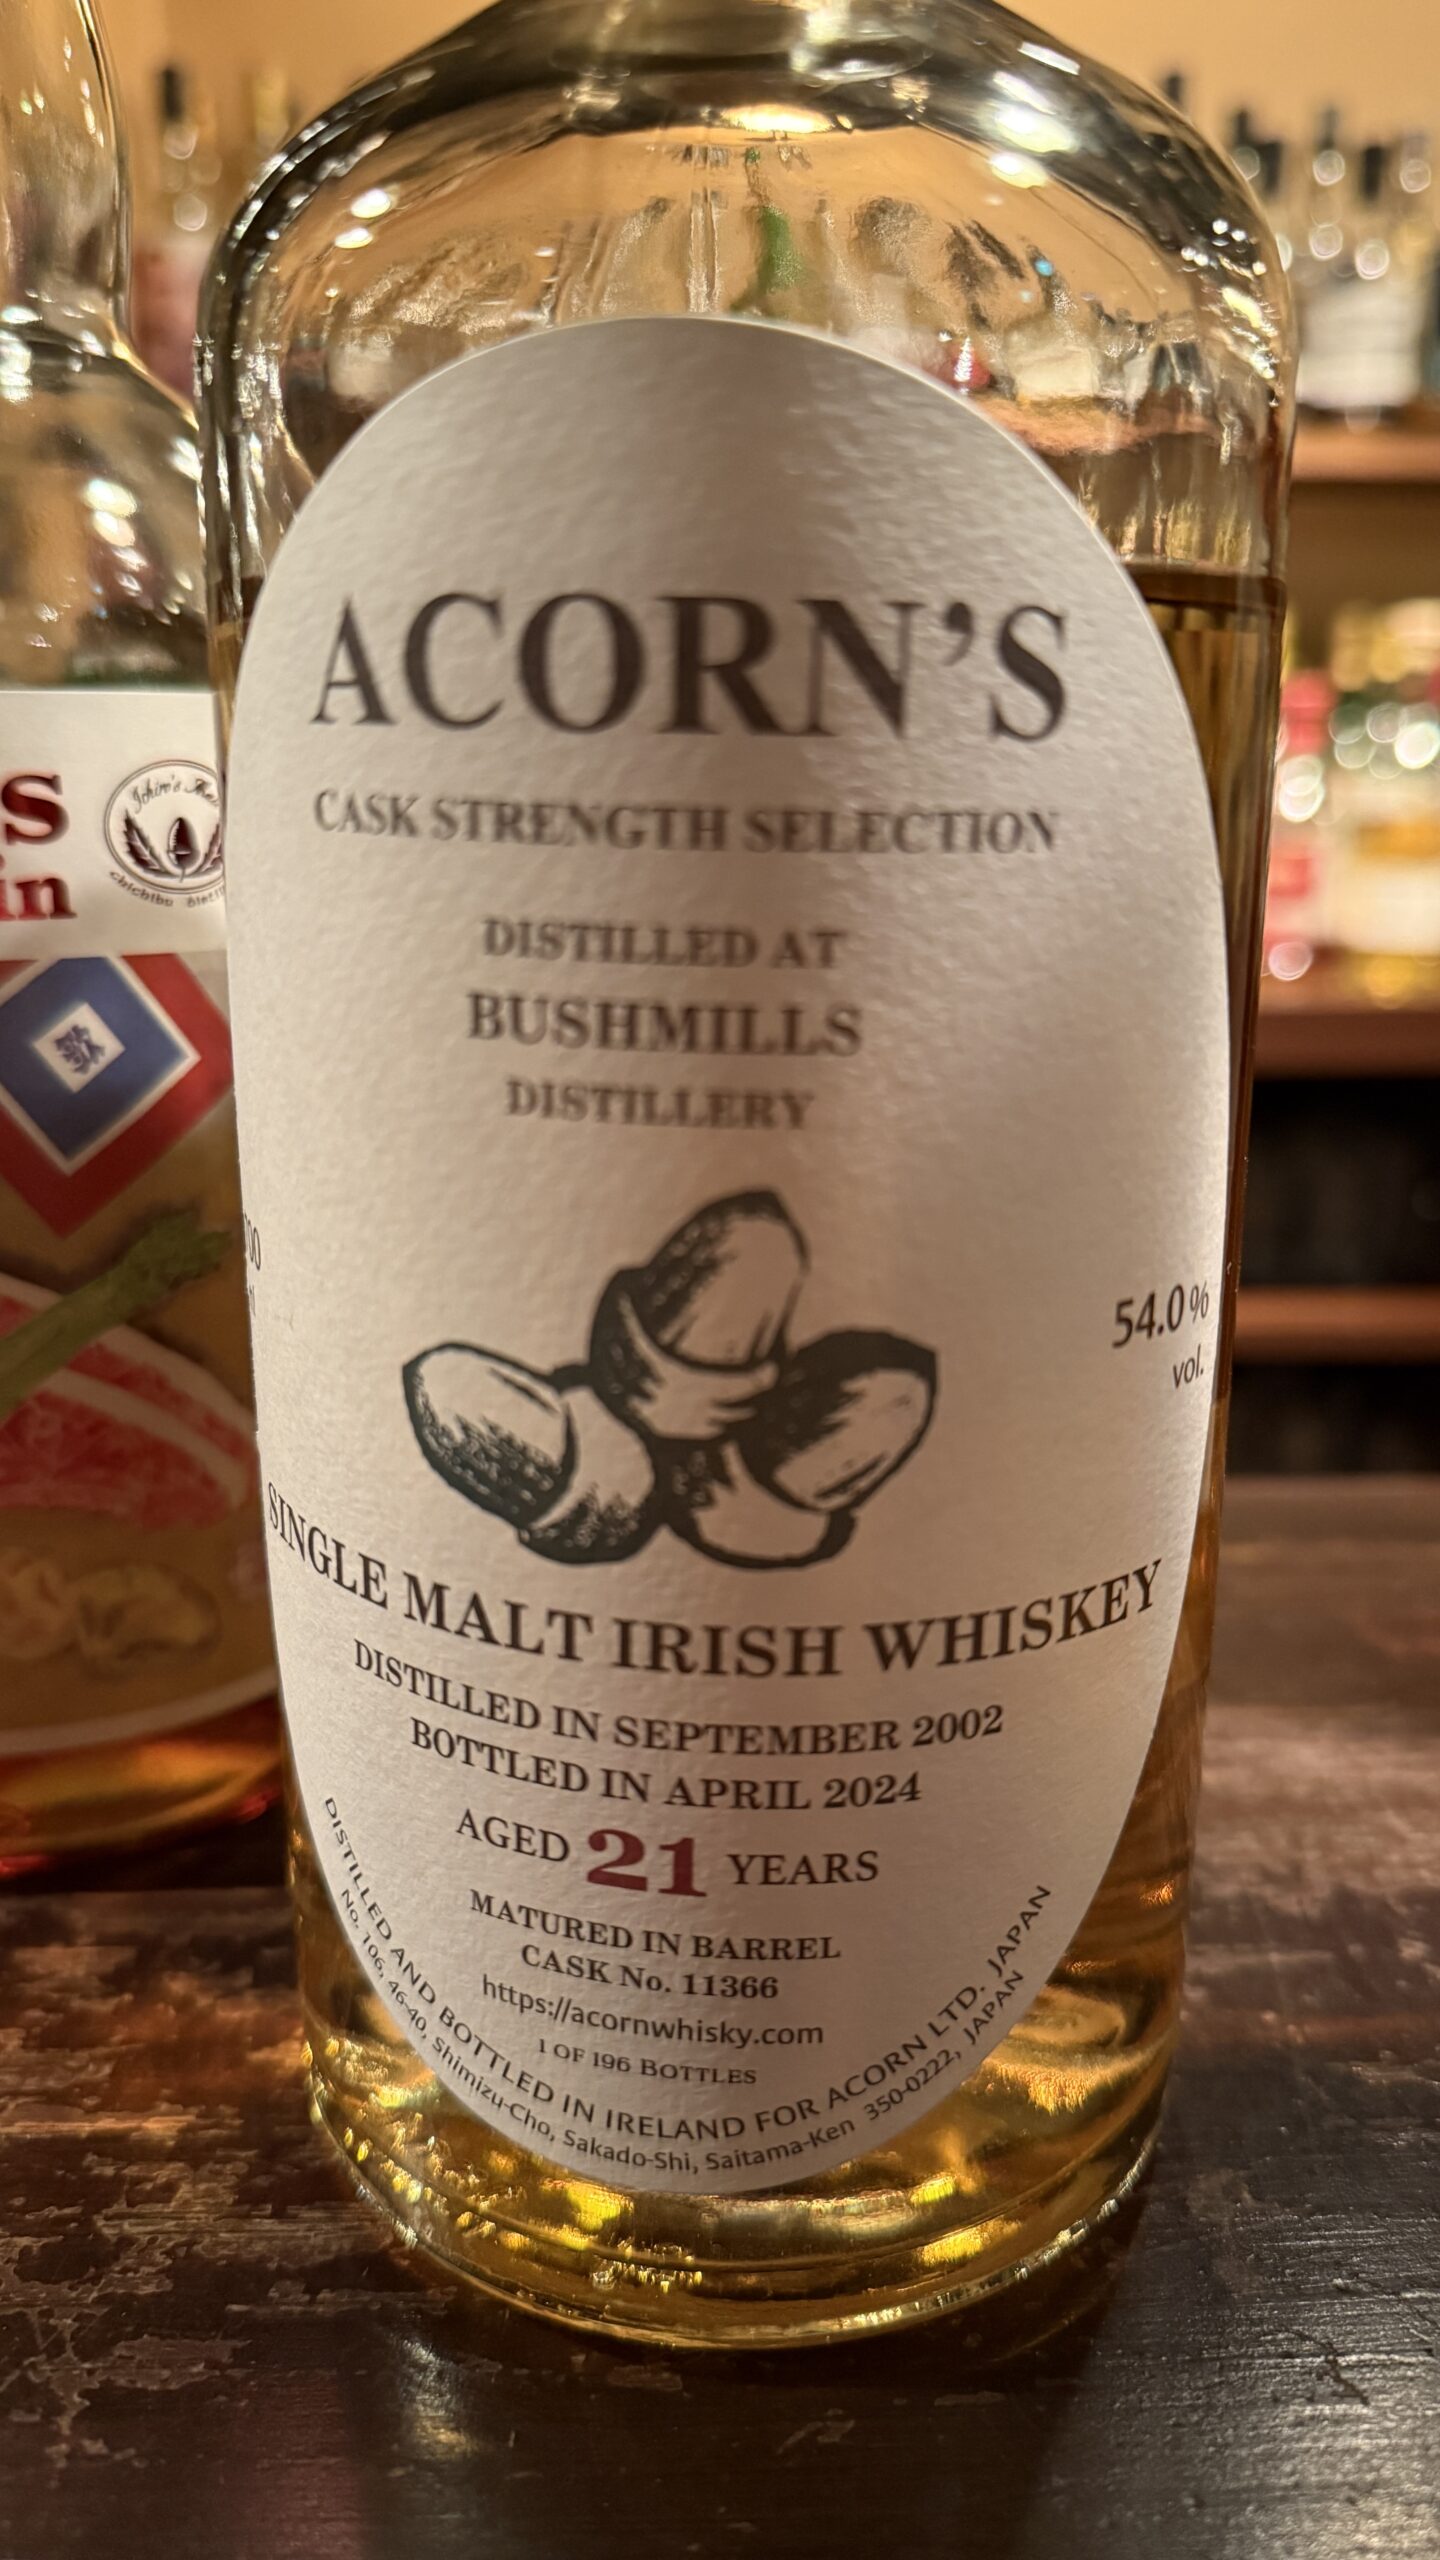 ACORN'S
CASK STRENGTH SELECTION
DISTILLED AT
BUSHMILLS
DISTILLERY
54.0%
vol.
SINGLE MALT IRISH WHISKEY
DISTILLED IN SEPTEMBER 2002
BOTTLED IN APRIL 2024
AGED 21 YEARS
MATURED IN BARREL
CASK No. 11366
https://acornwhisky.com
1 OF 196 BOTTLES
DISTILLED AND BOTTLED IN IRELAND FOR ACORN LTD. JAPAN
No. 106, 46-40, Shimizu-Cho, Sakado-Shi, Saitama-Ken 350-0222, JAPAN
Ichiro's
chichibu